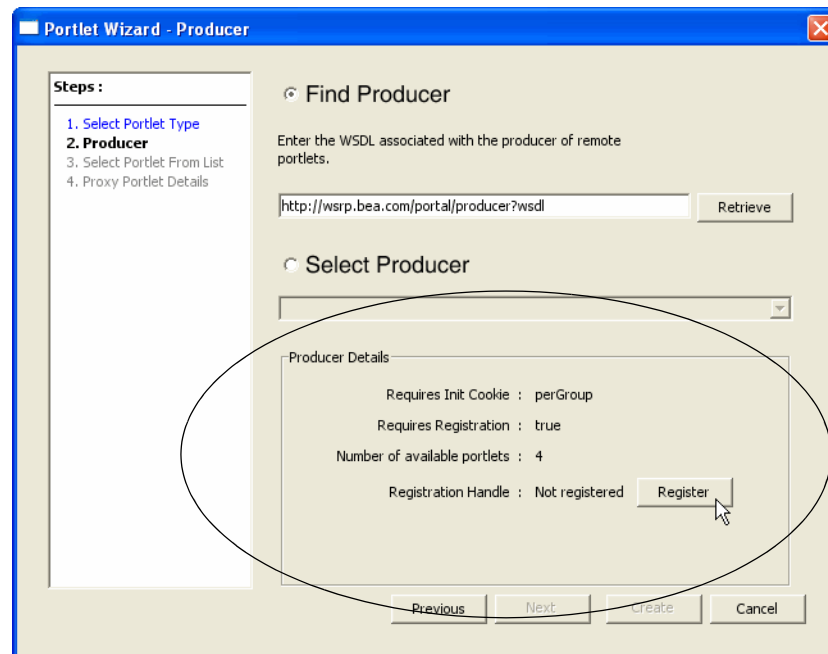 Portlet Wizard - Producer
Steps :
1. Select Portlet Type
2. Producer
3. Select Portlet From List
4. Proxy Portlet Details
Find Producer
Enter the WSDL associated with the producer of remote
portlets.
http://wsrp.bea.com/portal/producer?wsdl
Retrieve
Select Producer
Producer Details
Requires Init Cookie : perGroup
Requires Registration : true
Number of available portlets : 4
Registration Handle : Not registered Register
Previous Next Create Cancel